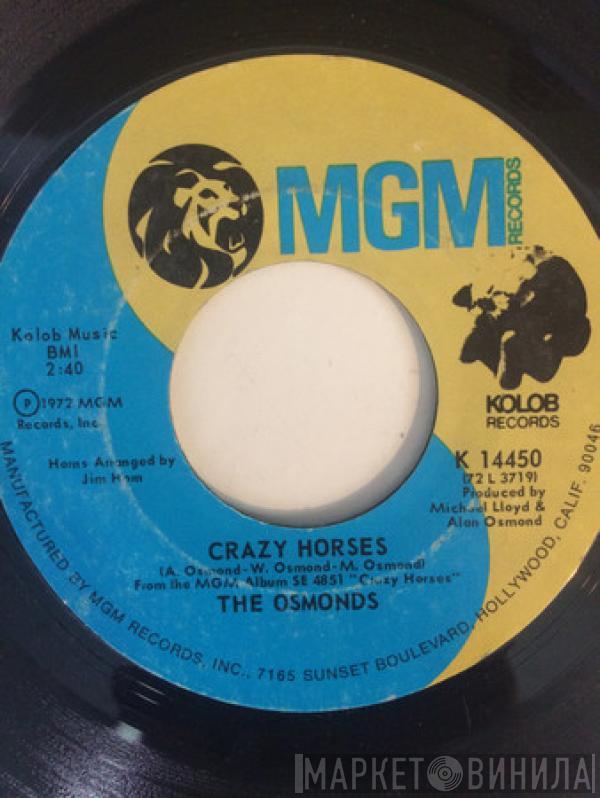 MGM
RECORDS
KOLOB
RECORDS
Kolob Music
BMI
2:40
Ⓟ1972 MGM
Records, Inc.
Horns Arranged by
Jim Horn
K 14450
(72 L 3719)
Produced by
Michael Lloyd &
Alan Osmond
CRAZY HORSES
(A. Osmond-W. Osmond-M. Osmond)
From the MGM Album SE 4851 "Crazy Horses"
THE OSMONDS
MANUFACTURED BY MGM RECORDS, INC., 7165 SUNSET BOULEVARD, HOLLYWOOD, CALIF. 90046
МАРКЕТ ВИНИЛА